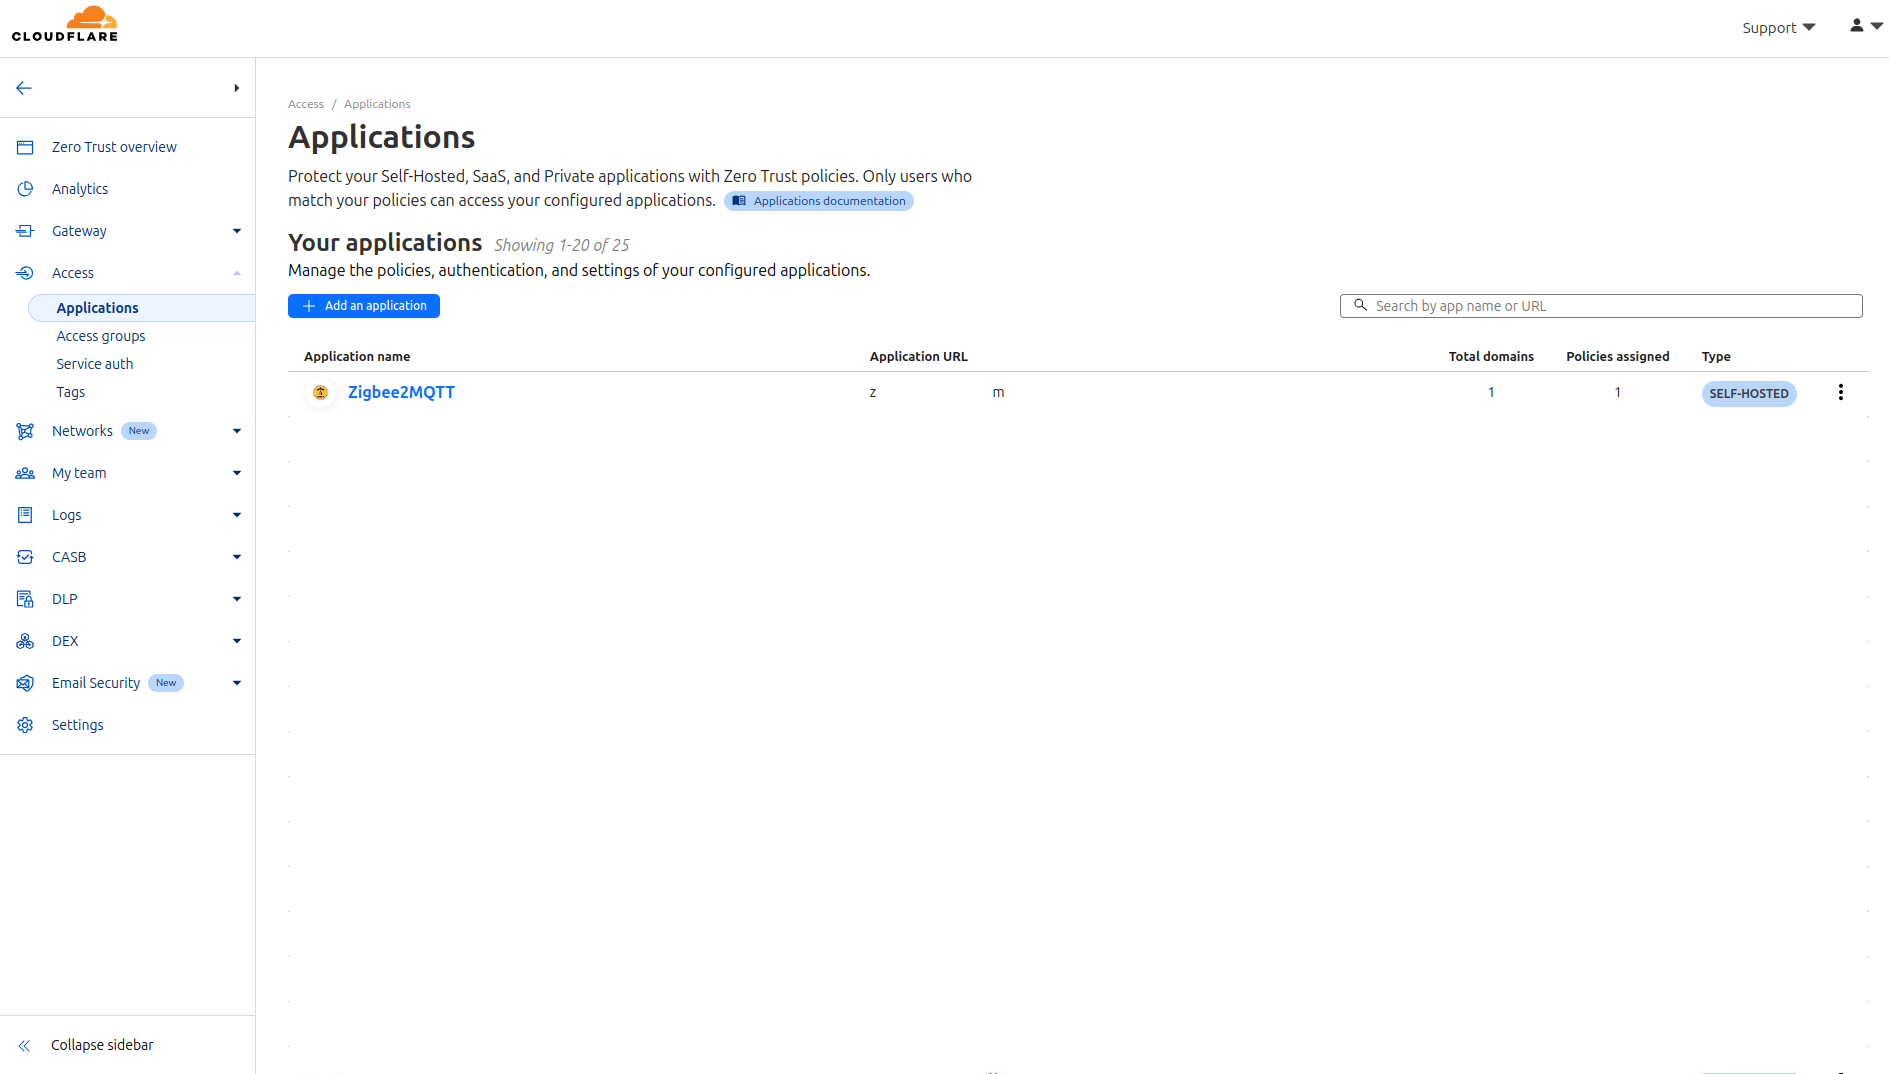 CLOUDFLARE
Support
Zero Trust overview
Analytics
Gateway
Access
Applications
Access groups
Service auth
Tags
Networks New
My team
Logs
CASB
DLP
DEX
Email Security New
Settings
Collapse sidebar
Access / Applications
Applications
Protect your Self-Hosted, SaaS, and Private applications with Zero Trust policies. Only users who
match your policies can access your configured applications. Applications documentation
Your applications Showing 1-20 of 25
Manage the policies, authentication, and settings of your configured applications.
Add an application
Search by app name or URL
Application name Application URL Total domains Policies assigned Type
Zigbee2MQTT z m 1 1 SELF-HOSTED